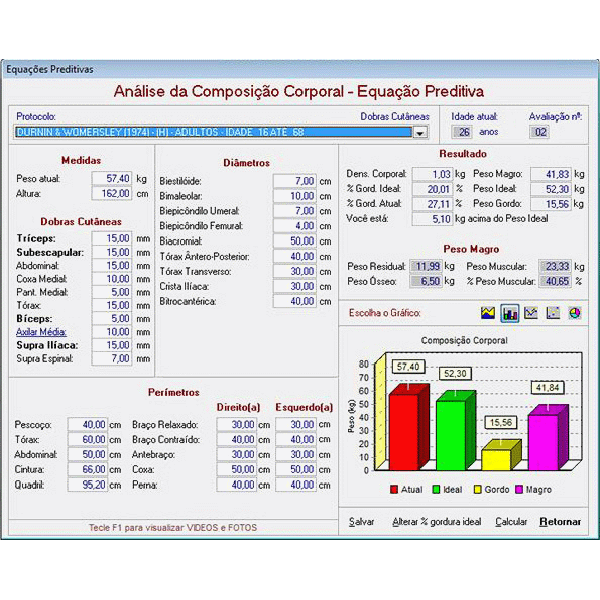 Equações Preditivas
Análise da Composição Corporal - Equação Preditiva
Protocolo: Dobras Cutâneas
DURNIN & WOMERSLEY (1974) - (H) - ADULTOS - IDADE 16 ATÉ 68
Idade atual: Avaliação nº:
26 anos 02
Medidas
Peso atual: 57,40 kg
Altura: 162,00 cm
Dobras Cutâneas
Tríceps: 15,00 mm
Subescapular: 15,00 mm
Abdominal: 15,00 mm
Coxa Medial: 10,00 mm
Pant. Medial: 5,00 mm
Tórax: 15,00 mm
Bíceps: 5,00 mm
Axilar Média: 10,00 mm
Supra Ilíaca: 15,00 mm
Supra Espinal: 7,00 mm
Diâmetros
Biestilóide: 7,00 cm
Bimaleolar: 10,00 cm
Biepicôndilo Umeral: 7,00 cm
Biepicôndilo Femural: 4,00 cm
Biacromial: 50,00 cm
Tórax Ântero-Posterior: 40,00 cm
Tórax Transverso: 30,00 cm
Crista Ilíaca: 30,00 cm
Bitrocantérica: 40,00 cm
Resultado
Dens. Corporal: 1,03 kg Peso Magro: 41,83 kg
% Gord. Ideal: 20,01 % Peso Ideal: 52,30 kg
% Gord. Atual: 27,11 % Peso Gordo: 15,56 kg
Você está: 5,10 kg acima do Peso Ideal
Peso Magro
Peso Residual: 11,99 kg Peso Muscular: 23,33 kg
Peso Ósseo: 6,50 kg % Peso Muscular: 40,65 %
Escolha o Gráfico:
Composição Corporal
Peso (kg)
80
70
60
50
40
30
20
10
0
57,40
52,30
15,56
41,84
Atual Ideal Gordo Magro
Perímetros
Direito(a) Esquerdo(a)
Pescoço: 40,00 cm Braço Relaxado: 30,00 cm 30,00 cm
Tórax: 60,00 cm Braço Contraído: 40,00 cm 40,00 cm
Abdominal: 50,00 cm Antebraço: 30,00 cm 30,00 cm
Cintura: 66,00 cm Coxa: 50,00 cm 50,00 cm
Quadril: 95,20 cm Perna: 40,00 cm 40,00 cm
Tecle F1 para visualizar VIDEOS e FOTOS
Salvar Alterar % gordura ideal Calcular Retornar